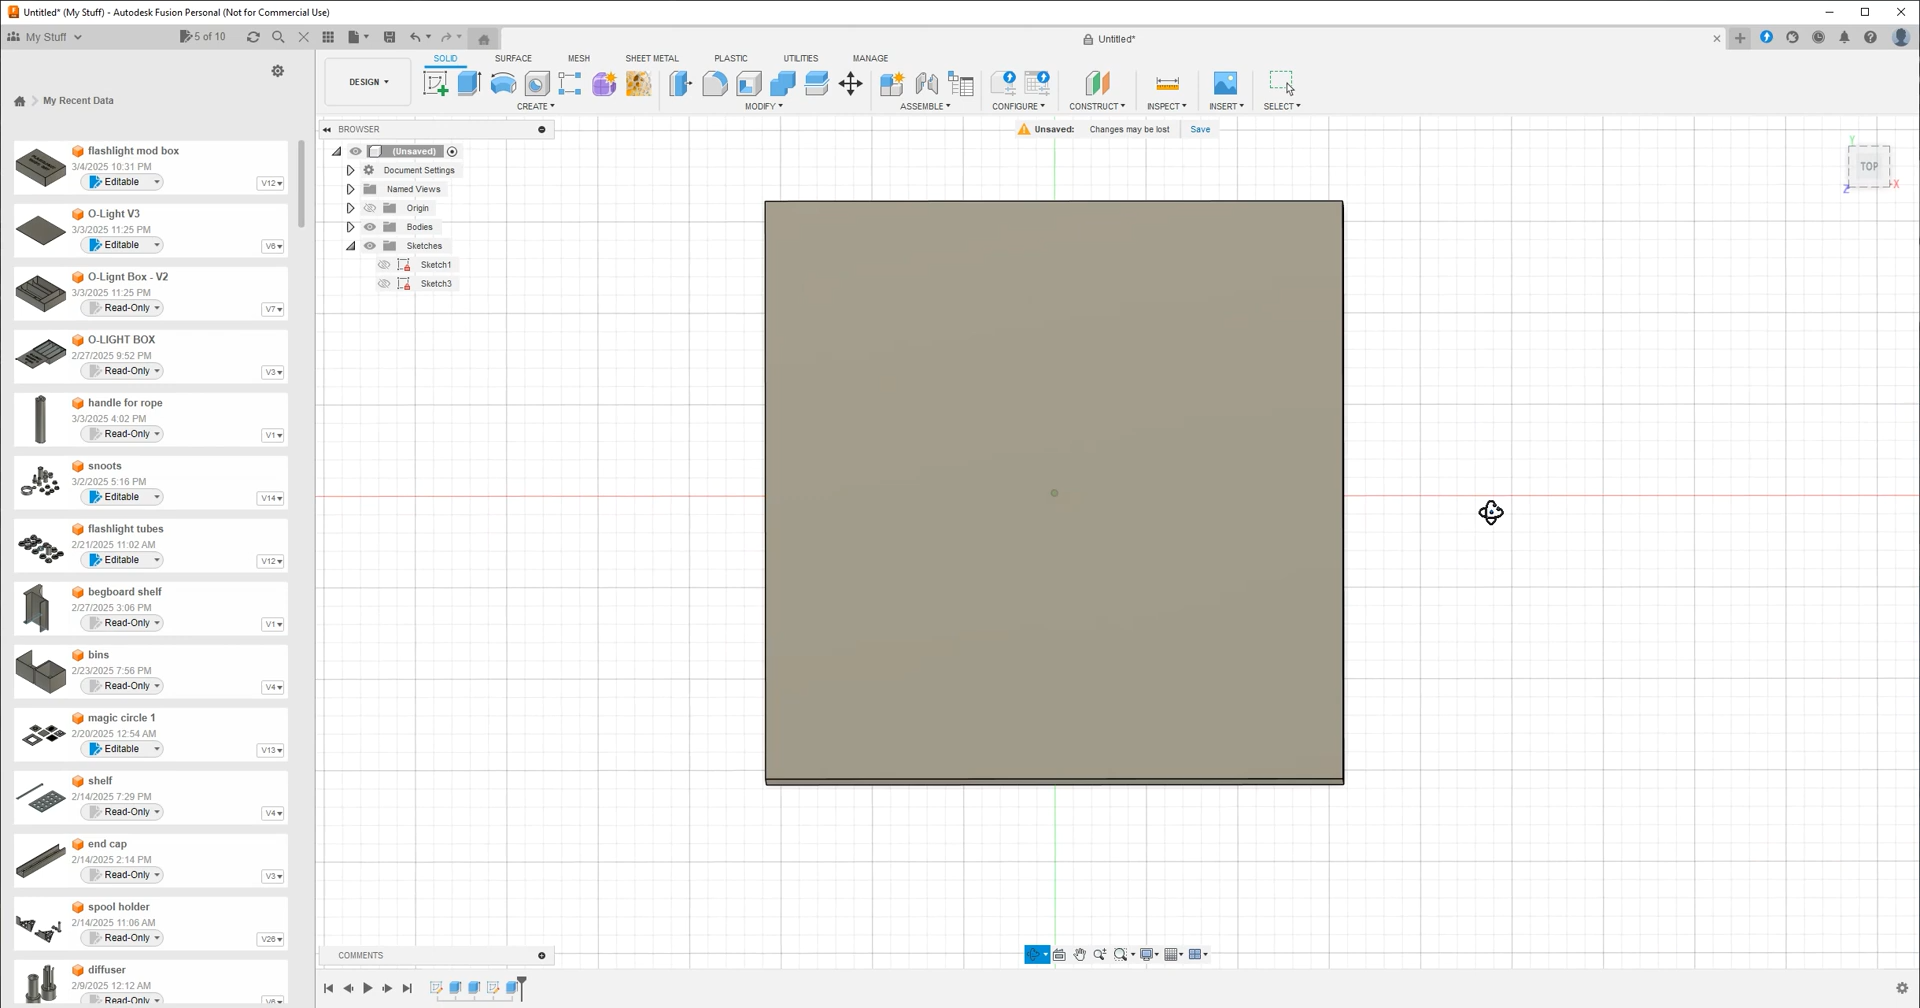 Untitled* (My Stuff) - Autodesk Fusion Personal (Not for Commercial Use)
My Stuff
5 of 10
Untitled*
My Recent Data
flashlight mod box
3/4/2025 10:31 PM
Editable
V12
O-Light V3
3/3/2025 11:25 PM
Editable
V6
O-Lignt Box - V2
3/3/2025 11:25 PM
Read-Only
V7
O-LIGHT BOX
2/27/2025 9:52 PM
Read-Only
V3
handle for rope
3/3/2025 4:02 PM
Read-Only
V1
snoots
3/2/2025 5:16 PM
Editable
V14
flashlight tubes
2/21/2025 11:02 AM
Editable
V12
begboard shelf
2/27/2025 3:06 PM
Read-Only
V1
bins
2/23/2025 7:56 PM
Read-Only
V4
magic circle 1
2/20/2025 12:54 AM
Editable
V13
shelf
2/14/2025 7:29 PM
Read-Only
V4
end cap
2/14/2025 2:14 PM
Read-Only
V3
spool holder
2/14/2025 11:06 AM
Read-Only
V26
diffuser
2/9/2025 12:12 AM
Read-Only
DESIGN
SOLID SURFACE MESH SHEET METAL PLASTIC UTILITIES MANAGE
CREATE MODIFY ASSEMBLE CONFIGURE CONSTRUCT INSPECT INSERT SELECT
BROWSER
Unsaved: Changes may be lost Save
(Unsaved)
Document Settings
Named Views
Origin
Bodies
Sketches
Sketch1
Sketch3
Y
TOP
X
Z
COMMENTS